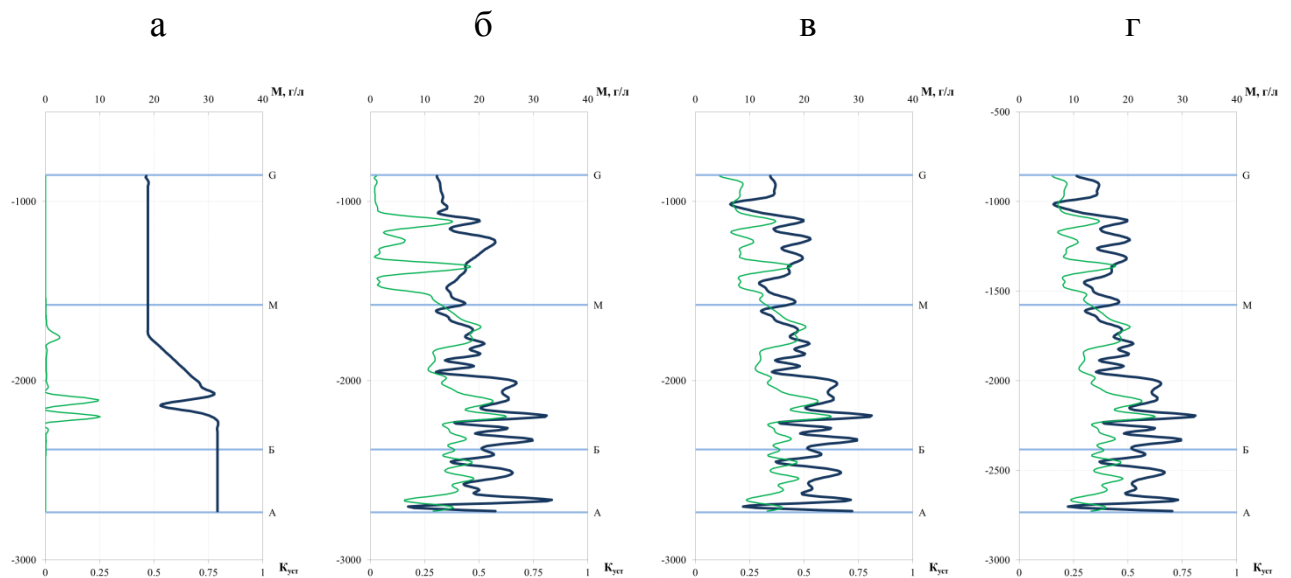 а б в г
0 10 20 30 40 М, г/л 0 10 20 30 40 М, г/л 0 10 20 30 40 М, г/л 0 10 20 30 40 М, г/л
-500
G G G G
-1000 -1000 -1000 -1000
-1500
М М М М
-2000 -2000 -2000 -2000
Б Б Б Б
-2500
А А А А
-3000 -3000 -3000 -3000
0 0.25 0.5 0.75 1 Куст 0 0.25 0.5 0.75 1 Куст 0 0.25 0.5 0.75 1 Куст 0 0.25 0.5 0.75 1 Куст